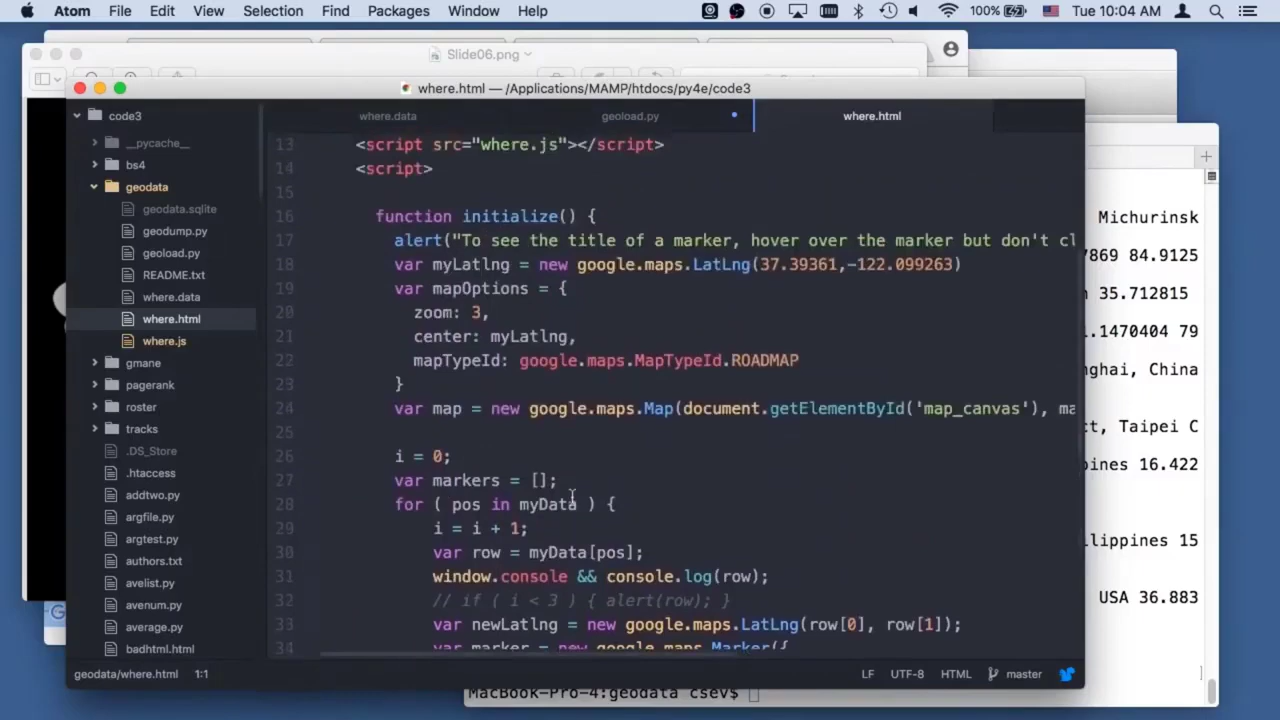 Atom File Edit View Selection Find Packages Window Help 100% Tue 10:04 AM
Slide06.png
where.html — /Applications/MAMP/htdocs/py4e/code3
code3
__pycache__
bs4
geodata
geodata.sqlite
geodump.py
geoload.py
README.txt
where.data
where.html
where.js
gmane
pagerank
roster
tracks
.DS_Store
.htaccess
addtwo.py
argfile.py
argtest.py
authors.txt
avelist.py
avenum.py
average.py
badhtml.html
where.data geoload.py where.html
13 <script src="where.js"></script>
14 <script>
15
16 function initialize() {
17 alert("To see the title of a marker, hover over the marker but don't cl
18 var myLatlng = new google.maps.LatLng(37.39361,-122.099263)
19 var mapOptions = {
20 zoom: 3,
21 center: myLatlng,
22 mapTypeId: google.maps.MapTypeId.ROADMAP
23 }
24 var map = new google.maps.Map(document.getElementById('map_canvas'), ma
25
26 i = 0;
27 var markers = [];
28 for ( pos in myData ) {
29 i = i + 1;
30 var row = myData[pos];
31 window.console && console.log(row);
32 // if ( i < 3 ) { alert(row); }
33 var newLatlng = new google.maps.LatLng(row[0], row[1]);
34 var marker = new google.maps.Marker({
geodata/where.html 1:1 LF UTF-8 HTML master
Michurinsk
7869 84.9125
35.712815
.1470404 79
nghai, China
ct, Taipei C
pines 16.422
ilippines 15
USA 36.883
MacBook-Pro-4:geodata csev$